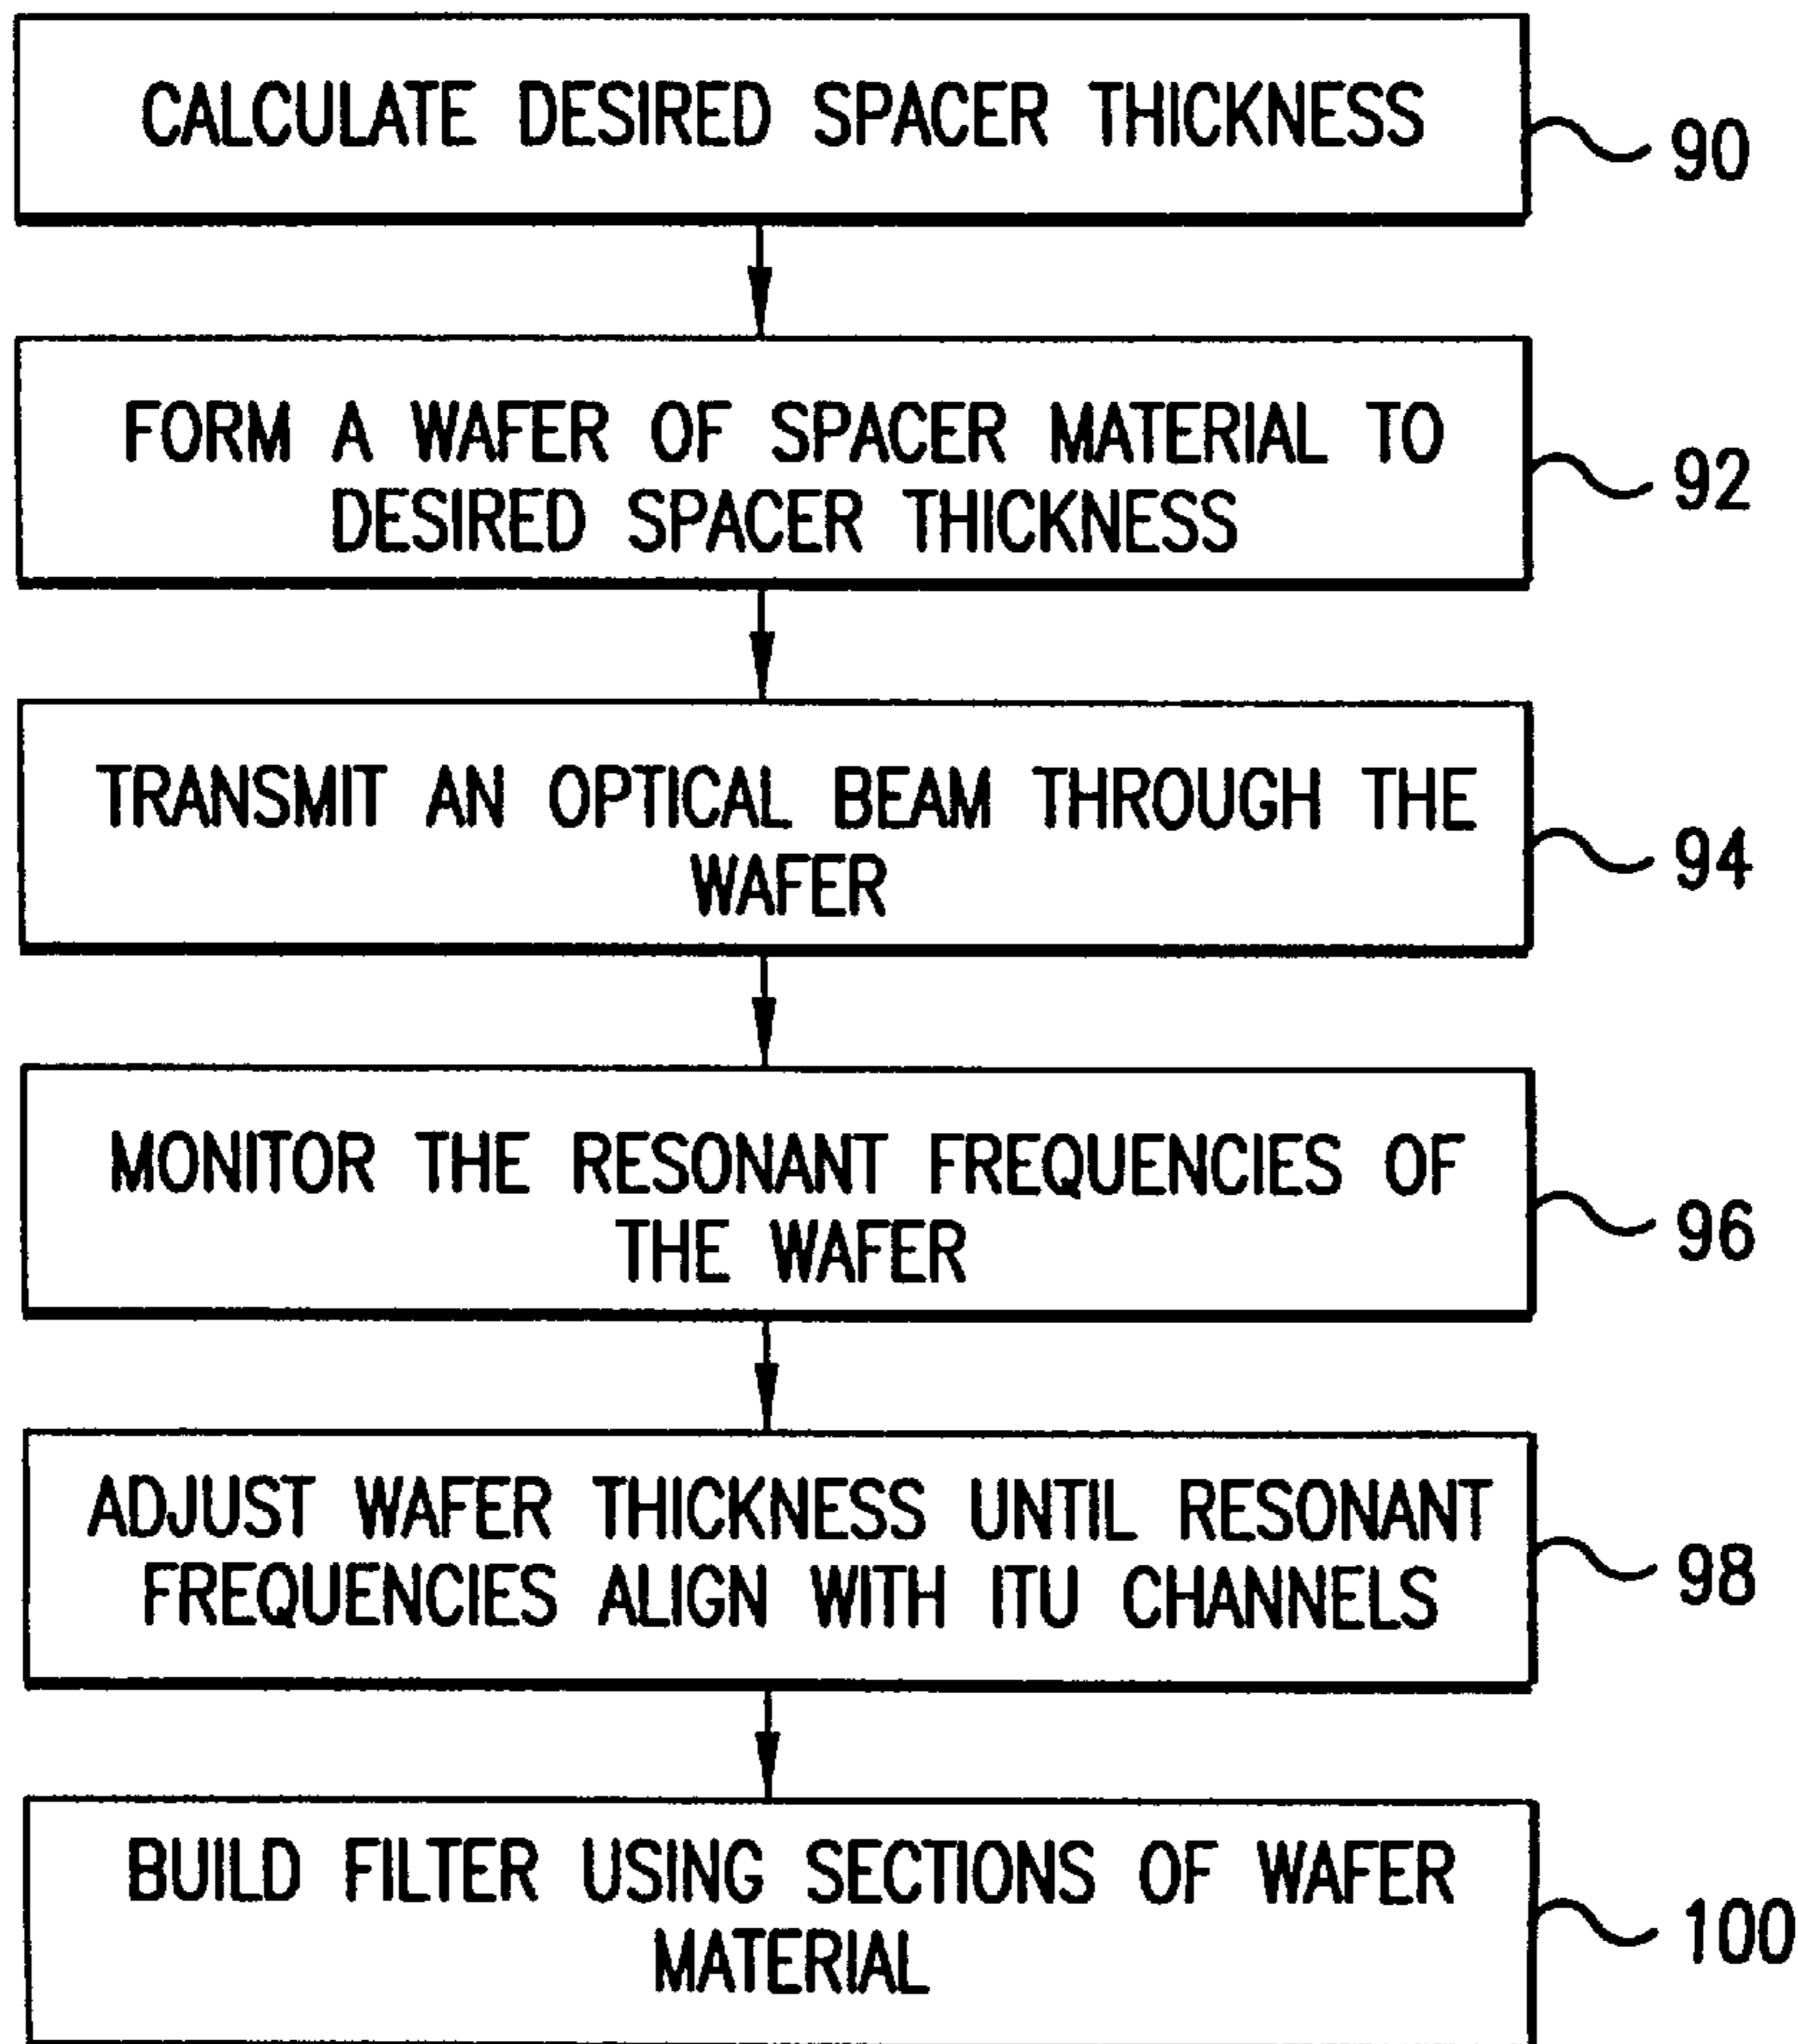 CALCULATE DESIRED SPACER THICKNESS
90
FORM A WAFER OF SPACER MATERIAL TO
DESIRED SPACER THICKNESS
92
TRANSMIT AN OPTICAL BEAM THROUGH THE
WAFER
94
MONITOR THE RESONANT FREQUENCIES OF
THE WAFER
96
ADJUST WAFER THICKNESS UNTIL RESONANT
FREQUENCIES ALIGN WITH ITU CHANNELS
98
BUILD FILTER USING SECTIONS OF WAFER
MATERIAL
100